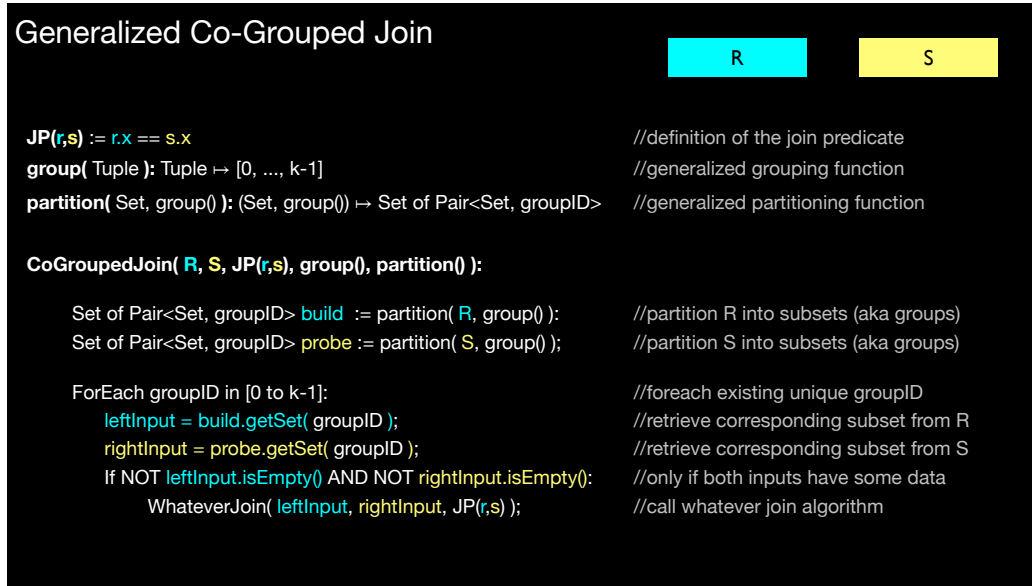 Generalized Co-Grouped Join
R
S
JP(r,s) := r.x == s.x //definition of the join predicate
group( Tuple ): Tuple ↦ [0, ..., k-1] //generalized grouping function
partition( Set, group() ): (Set, group()) ↦ Set of Pair<Set, groupID> //generalized partitioning function
CoGroupedJoin( R, S, JP(r,s), group(), partition() ):
Set of Pair<Set, groupID> build := partition( R, group() ): //partition R into subsets (aka groups)
Set of Pair<Set, groupID> probe := partition( S, group() ); //partition S into subsets (aka groups)
ForEach groupID in [0 to k-1]: //foreach existing unique groupID
leftInput = build.getSet( groupID ); //retrieve corresponding subset from R
rightInput = probe.getSet( groupID ); //retrieve corresponding subset from S
If NOT leftInput.isEmpty() AND NOT rightInput.isEmpty(): //only if both inputs have some data
WhateverJoin( leftInput, rightInput, JP(r,s) ); //call whatever join algorithm